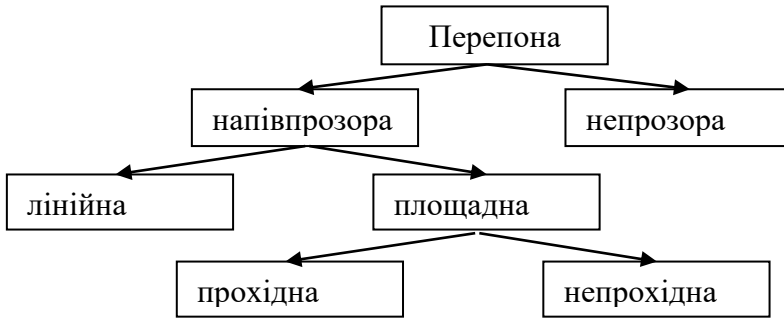 Перепона
напівпрозора
непрозора
лінійна
площадна
прохідна
непрохідна